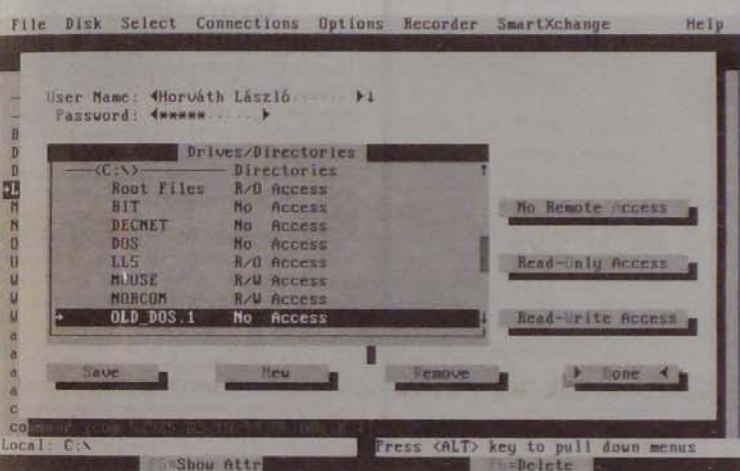 File Disk Select Connections Options Recorder SmartXchange Help
User Name: Horváth László
Password: *****
Drives/Directories
<C:\> Directories
Root Files R/O Access
BIT No Access
DECNET No Access
DOS No Access
LLS R/O Access
MOUSE R/W Access
NORCOM R/W Access
OLD_DOS.1 No Access
No Remote Access
Read-Only Access
Read-Write Access
Save New Remove Done
Local: C:\ Press <ALT> key to pull down menus
=Show Attr =Delete